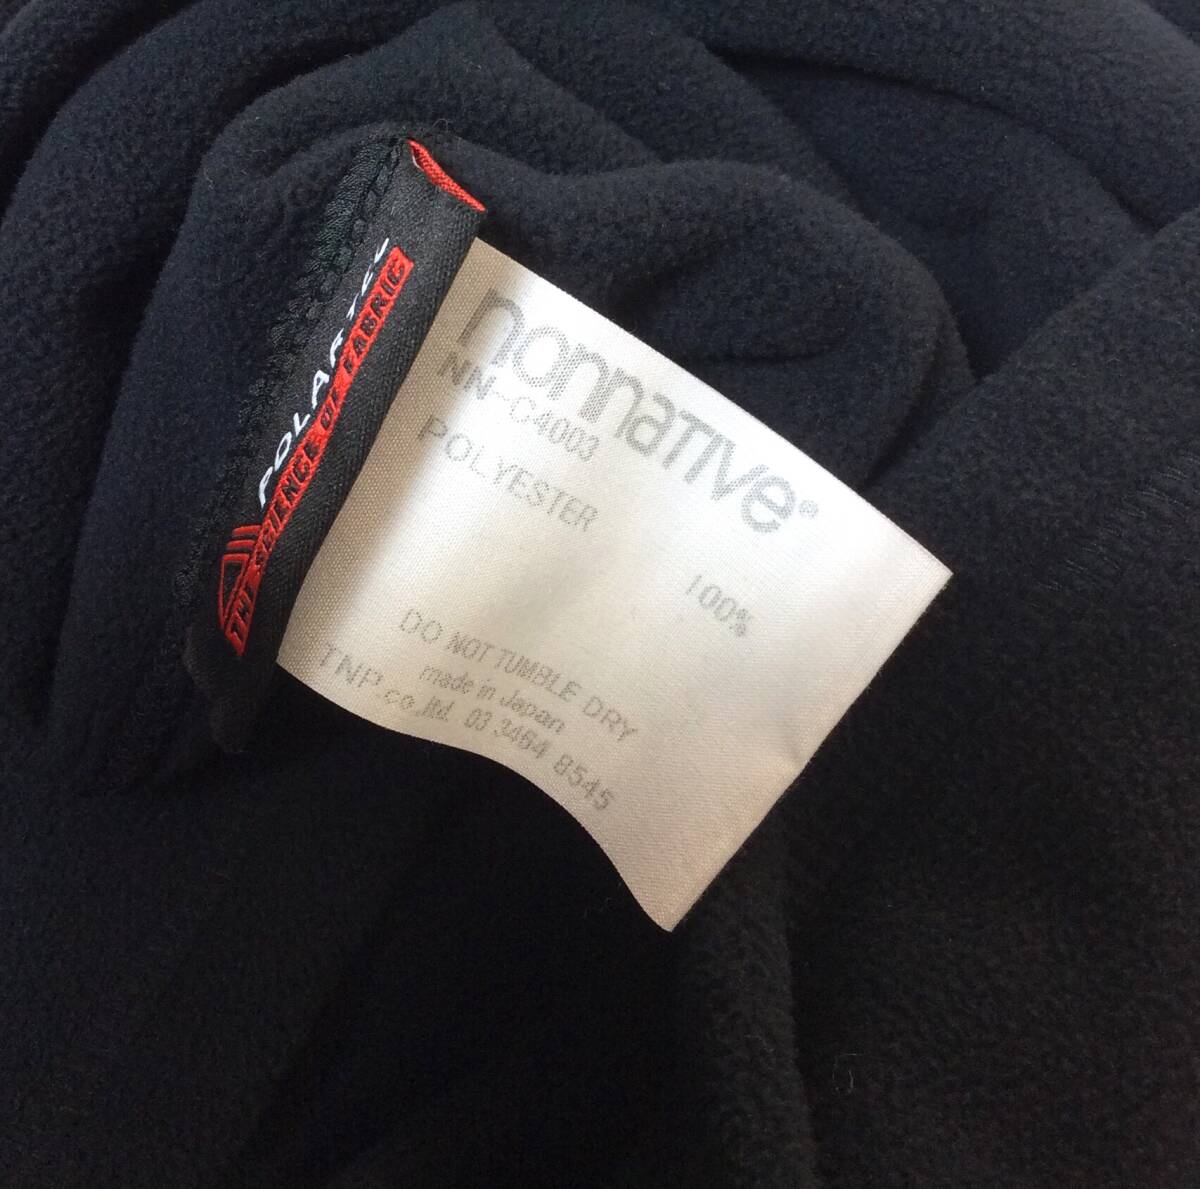 POLARTEC
THE SCIENCE OF FABRIC
nonnative®
NN-C4003
POLYESTER 100%
DO NOT TUMBLE DRY
made in Japan
TNP co.,ltd. 03 3464 8545